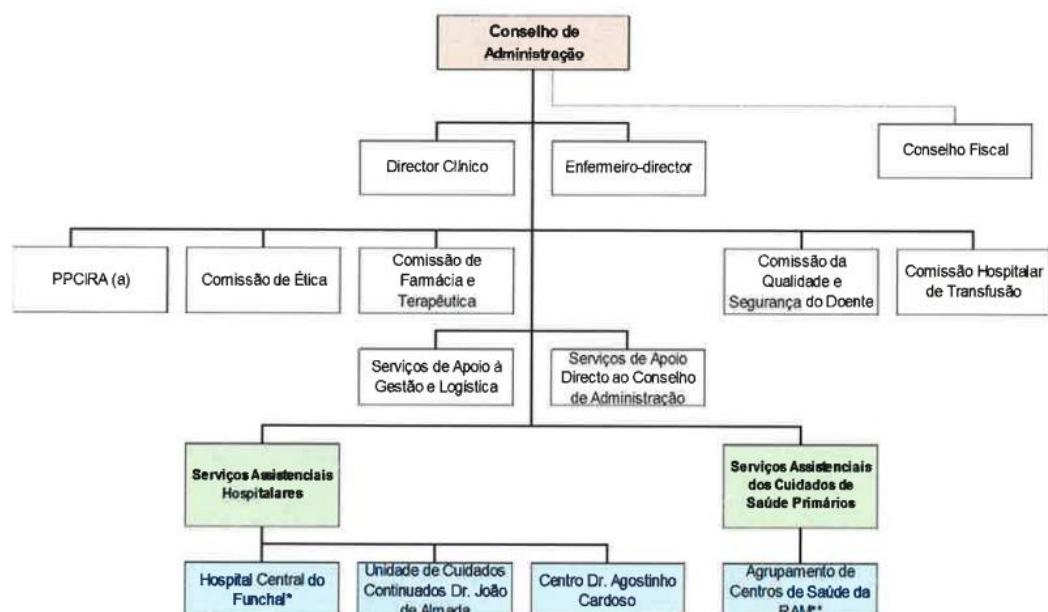 Conselho de
Administração
Director Clínico
Enfermeiro-director
Conselho Fiscal
PPCIRA (a)
Comissão de Ética
Comissão de
Farmácia e
Terapêutica
Comissão da
Qualidade e
Segurança do Doente
Comissão Hospitalar
de Transfusão
Serviços de Apoio à
Gestão e Logística
Serviços de Apoio
Directo ao Conselho
de Administração
Serviços Assistenciais
Hospitalares
Serviços Assistenciais
dos Cuidados de
Saúde Primários
Hospital Central do
Funchal*
Unidade de Cuidados
Continuados Dr. João
de Almada
Centro Dr. Agostinho
Cardoso
Agrupamento de
Centros de Saúde da
RAM**